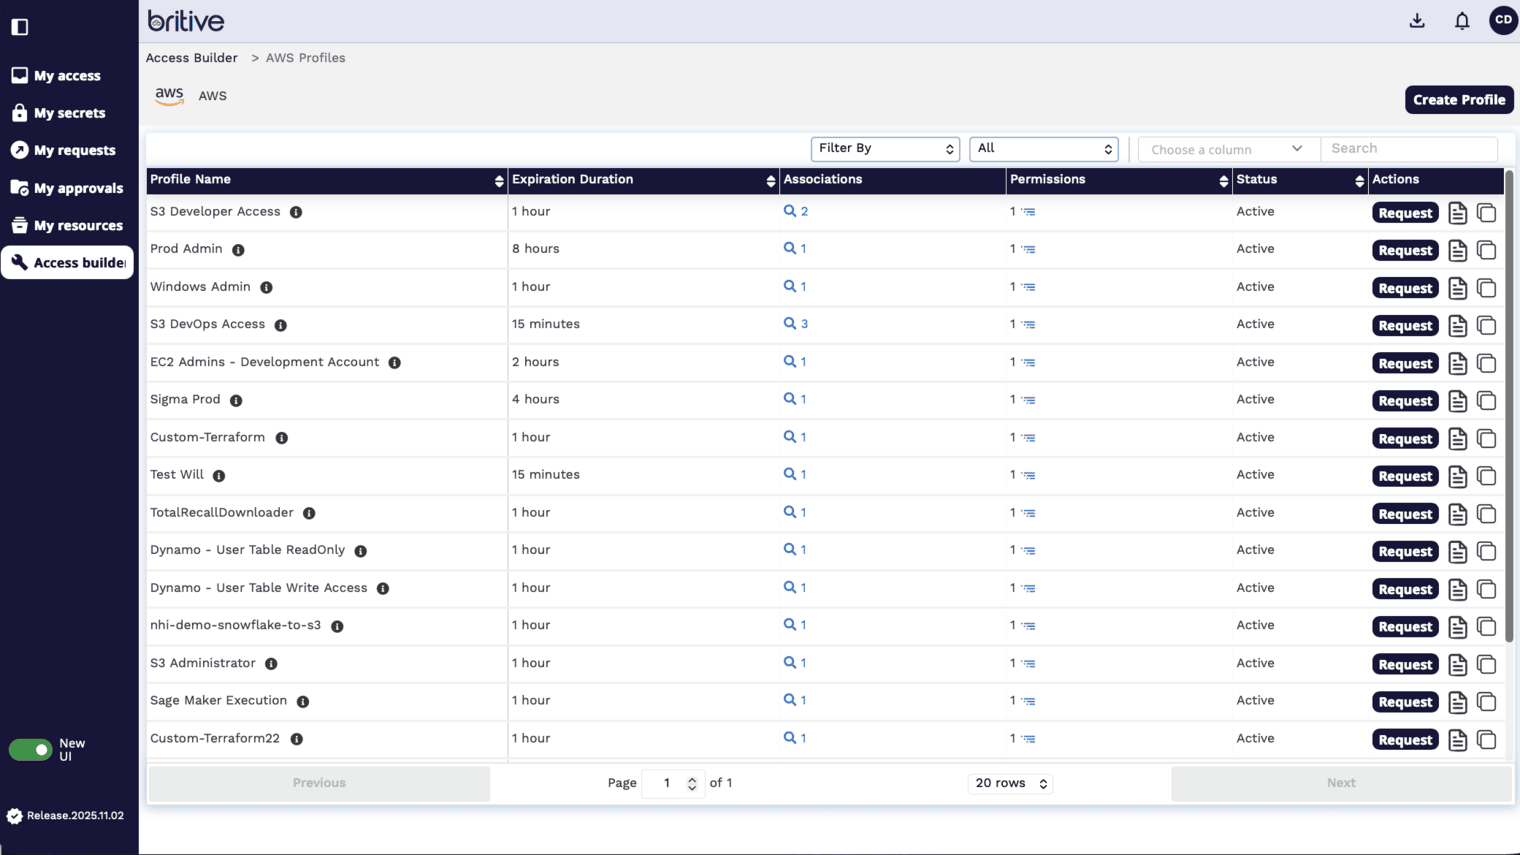 britive
CD
Access Builder > AWS Profiles
aws AWS
Create Profile
My access
My secrets
My requests
My approvals
My resources
Access builder
New
UI
Release.2025.11.02
Filter By All Choose a column Search
Profile Name Expiration Duration Associations Permissions Status Actions
S3 Developer Access 1 hour 2 1 Active Request
Prod Admin 8 hours 1 1 Active Request
Windows Admin 1 hour 1 1 Active Request
S3 DevOps Access 15 minutes 3 1 Active Request
EC2 Admins - Development Account 2 hours 1 1 Active Request
Sigma Prod 4 hours 1 1 Active Request
Custom-Terraform 1 hour 1 1 Active Request
Test Will 15 minutes 1 1 Active Request
TotalRecallDownloader 1 hour 1 1 Active Request
Dynamo - User Table ReadOnly 1 hour 1 1 Active Request
Dynamo - User Table Write Access 1 hour 1 1 Active Request
nhi-demo-snowflake-to-s3 1 hour 1 1 Active Request
S3 Administrator 1 hour 1 1 Active Request
Sage Maker Execution 1 hour 1 1 Active Request
Custom-Terraform22 1 hour 1 1 Active Request
Previous Page 1 of 1 20 rows Next